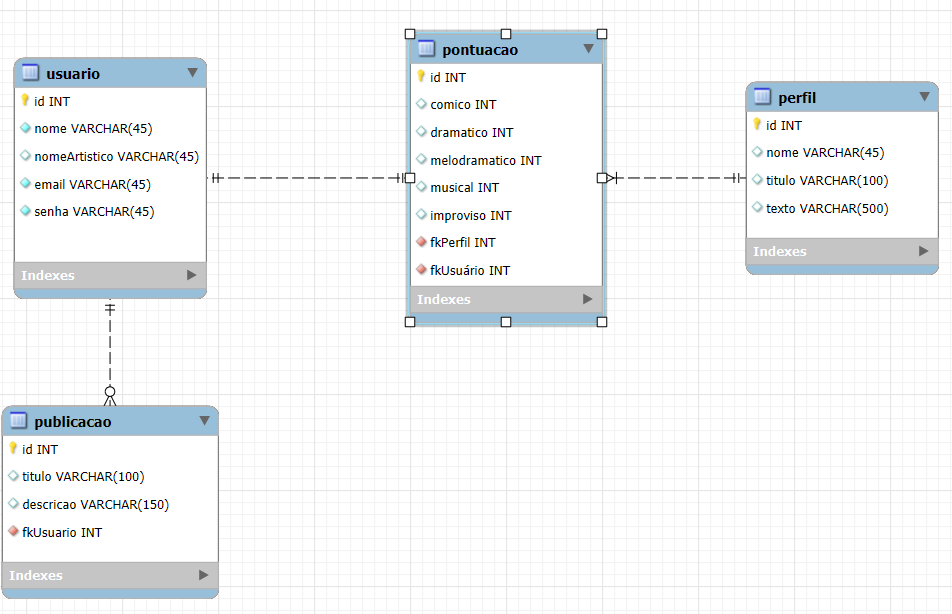 usuario
id INT
nome VARCHAR(45)
nomeArtistico VARCHAR(45)
email VARCHAR(45)
senha VARCHAR(45)
Indexes
pontuacao
id INT
comico INT
dramatico INT
melodramatico INT
musical INT
improviso INT
fkPerfil INT
fkUsuário INT
Indexes
perfil
id INT
nome VARCHAR(45)
titulo VARCHAR(100)
texto VARCHAR(500)
Indexes
publicacao
id INT
titulo VARCHAR(100)
descricao VARCHAR(150)
fkUsuario INT
Indexes